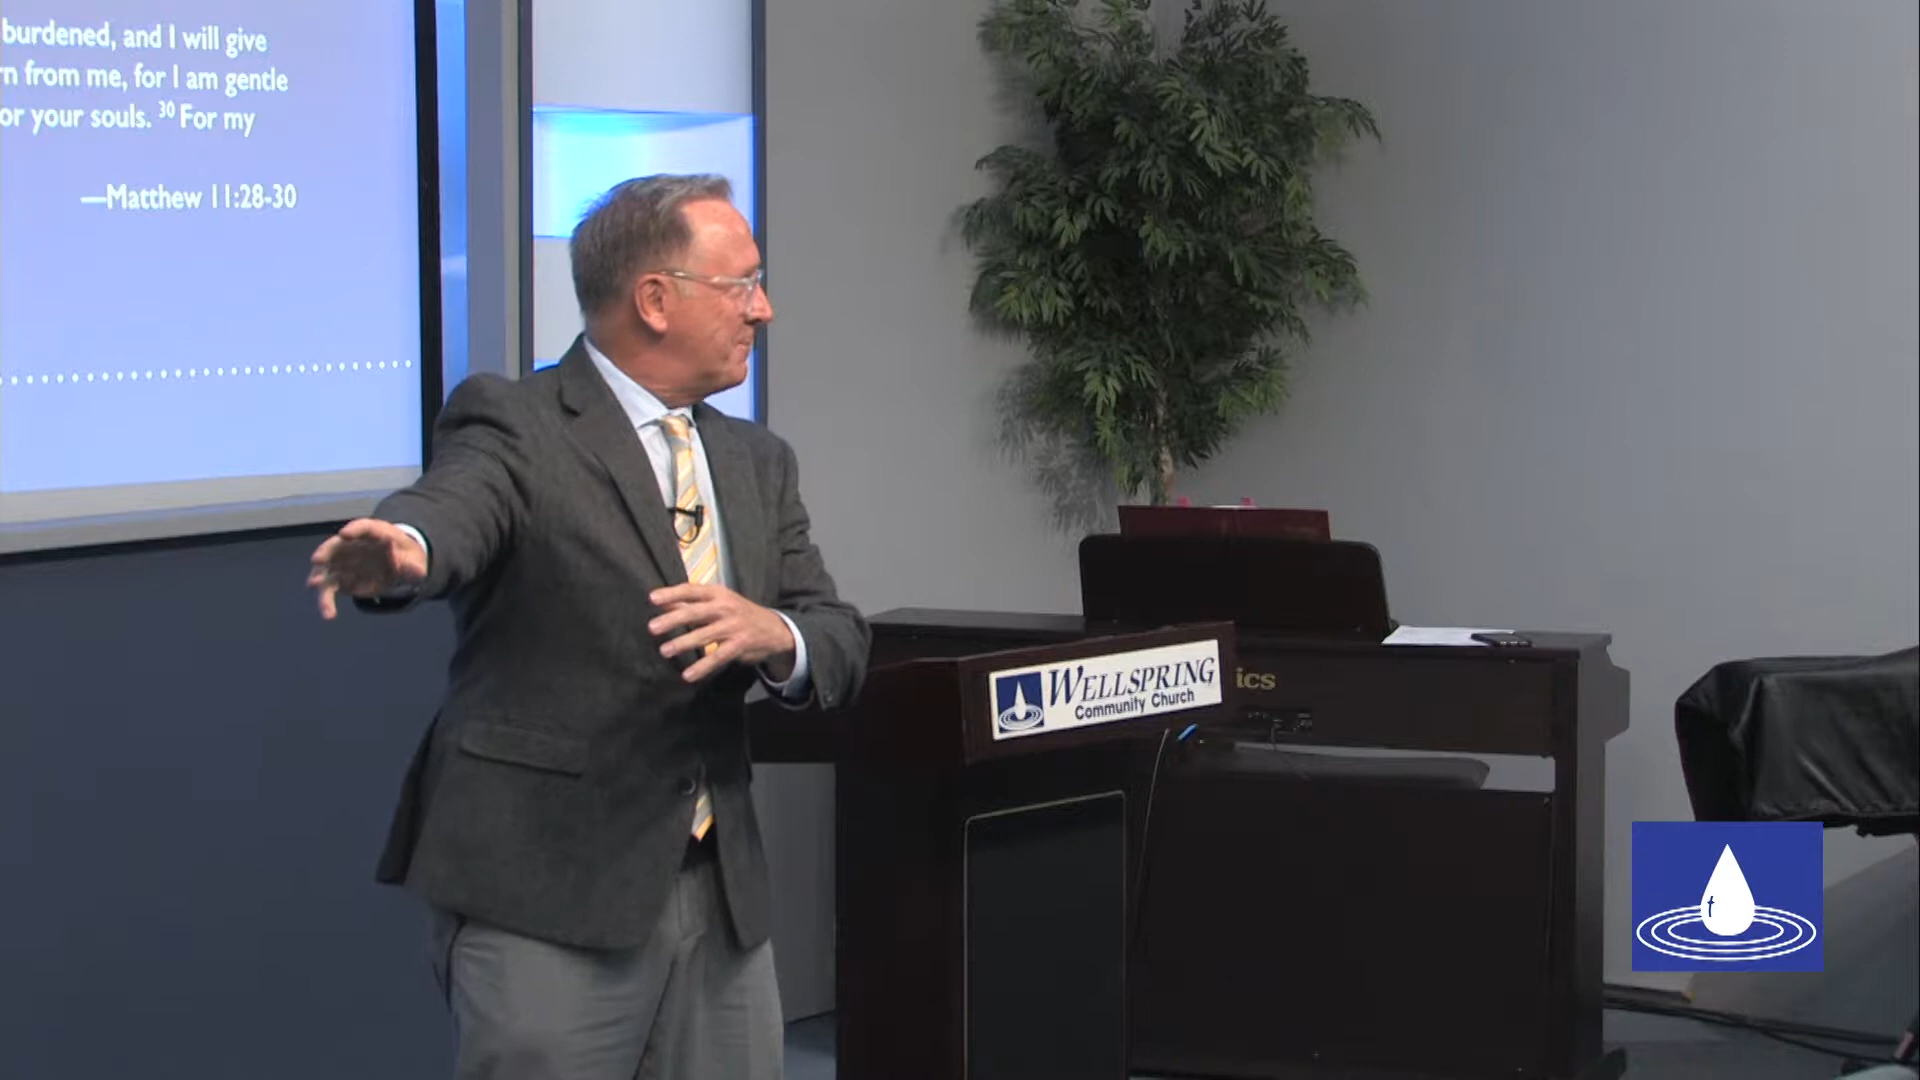 burdened, and I will give
n from me, for I am gentle
or your souls. 30 For my
—Matthew 11:28-30
WELLSPRING
Community Church
ics
t